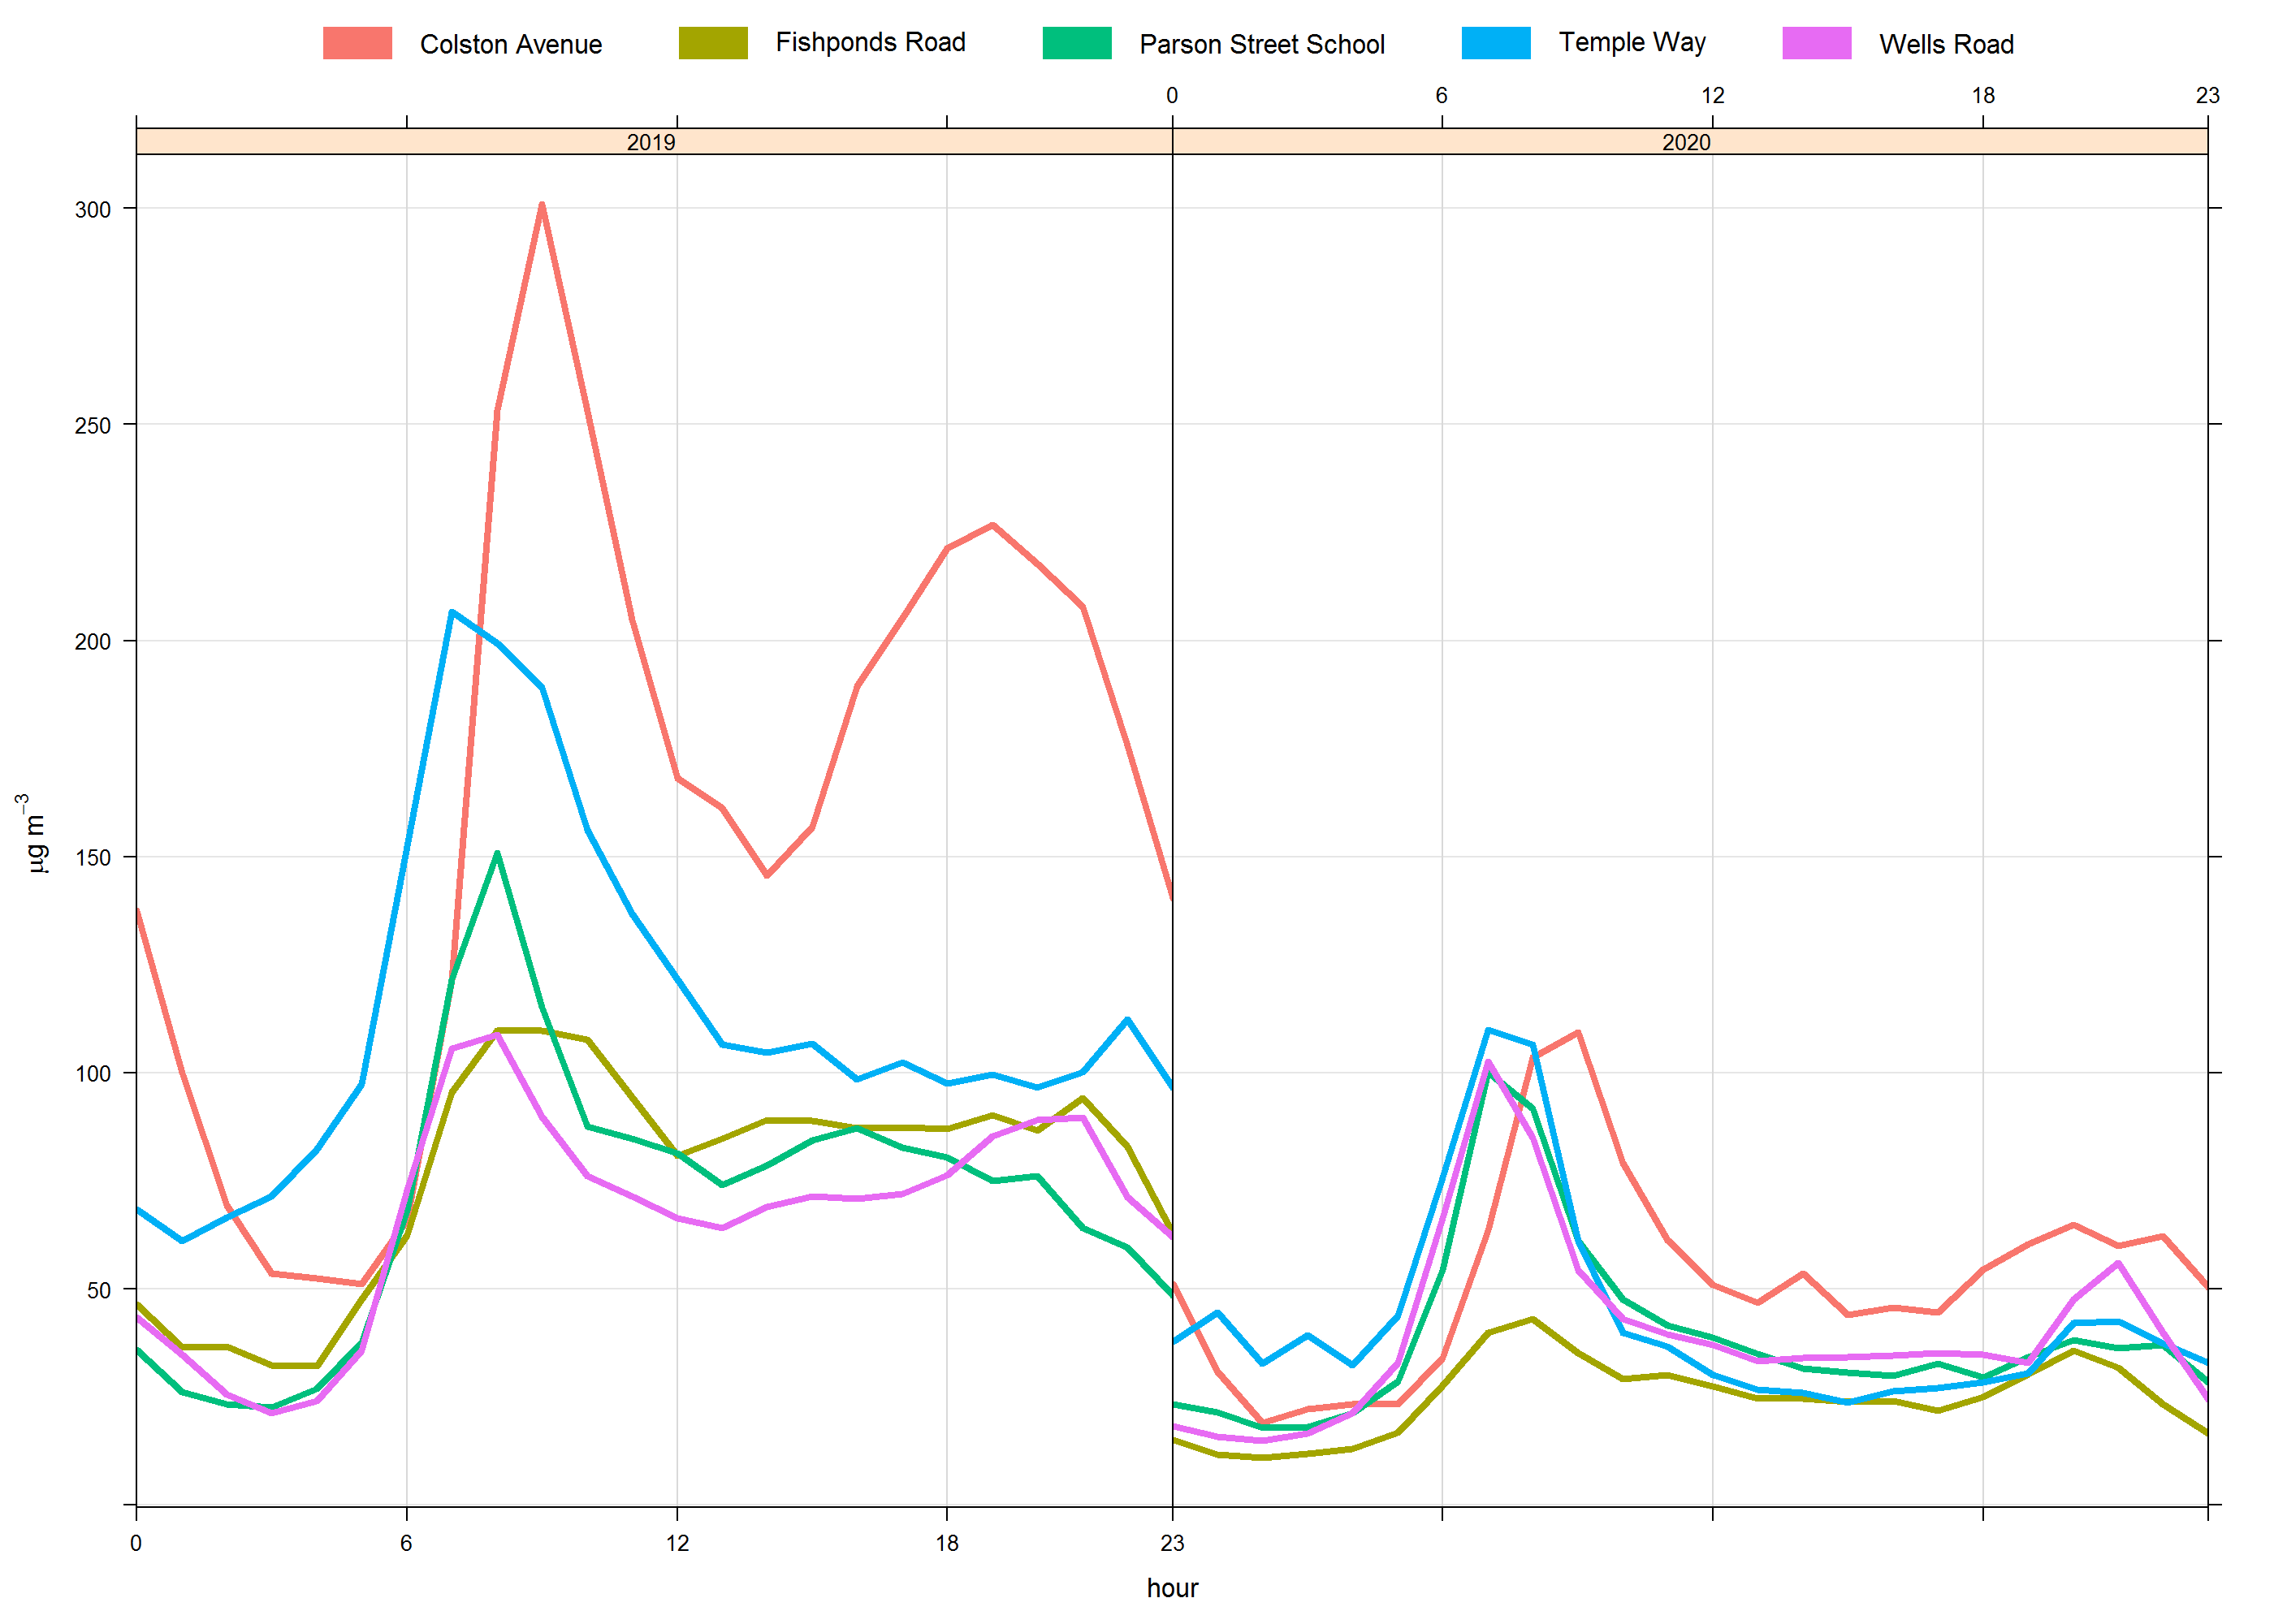 Colston Avenue Fishponds Road Parson Street School Temple Way Wells Road
0 6 12 18 23
2019 2020
300
250
200
150
100
50
μg m⁻³
0 6 12 18 23
hour